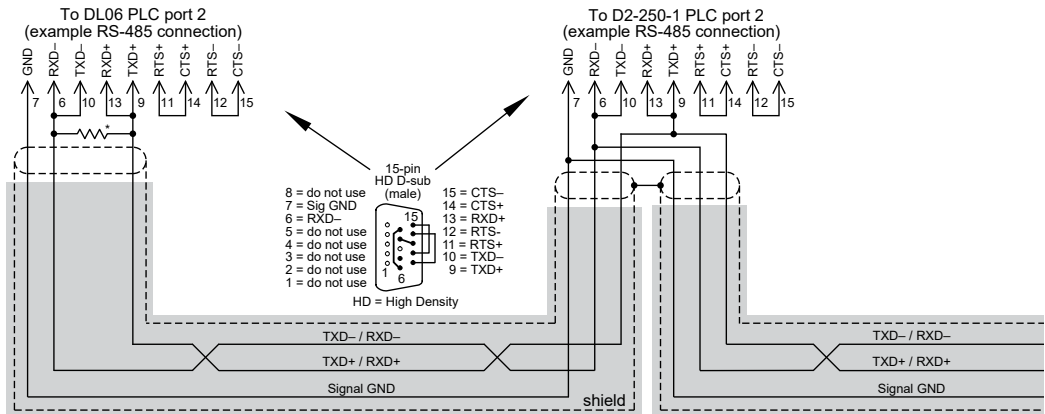 To DL06 PLC port 2
(example RS-485 connection)
GND
RXD–
TXD–
RXD+
TXD+
RTS+
CTS+
RTS–
CTS–
7
6
10
13
9
11
14
12
15
*
To D2-250-1 PLC port 2
(example RS-485 connection)
GND
RXD–
TXD–
RXD+
TXD+
RTS+
CTS+
RTS–
CTS–
7
6
10
13
9
11
14
12
15
15-pin
HD D-sub
(male)
8 = do not use
7 = Sig GND
6 = RXD–
5 = do not use
4 = do not use
3 = do not use
2 = do not use
1 = do not use
15
1
6
15 = CTS–
14 = CTS+
13 = RXD+
12 = RTS-
11 = RTS+
10 = TXD–
9 = TXD+
HD = High Density
TXD– / RXD–
TXD+ / RXD+
Signal GND
shield
TXD– / RXD–
TXD+ / RXD+
Signal GND